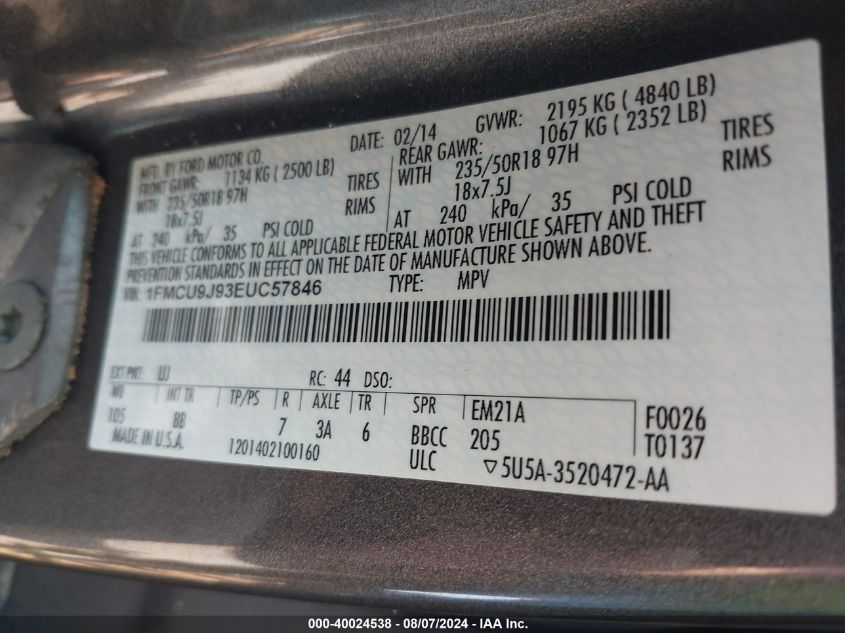 MFD. BY FORD MOTOR CO.
DATE: 02/14 GVWR: 2195 KG ( 4840 LB)
FRONT GAWR: 1134 KG ( 2500 LB)
WITH 235/50R18 97H TIRES
18x7.5J RIMS
AT 240 kPa/ 35 PSI COLD
REAR GAWR: 1067 KG ( 2352 LB)
WITH 235/50R18 97H TIRES
18x7.5J RIMS
AT 240 kPa/ 35 PSI COLD
THIS VEHICLE CONFORMS TO ALL APPLICABLE FEDERAL MOTOR VEHICLE SAFETY AND THEFT
PREVENTION STANDARDS IN EFFECT ON THE DATE OF MANUFACTURE SHOWN ABOVE.
VIN: 1FMCU9J93EUC57846 TYPE: MPV
EXT PNT: UJ RC: 44 DSO:
WB INT TR TP/PS R AXLE TR SPR EM21A F0026
105 BB 7 3A 6 BBCC 205 T0137
MADE IN U.S.A. 1201402100160 ULC ▽5U5A-3520472-AA
000-40024538 - 08/07/2024 - IAA Inc.